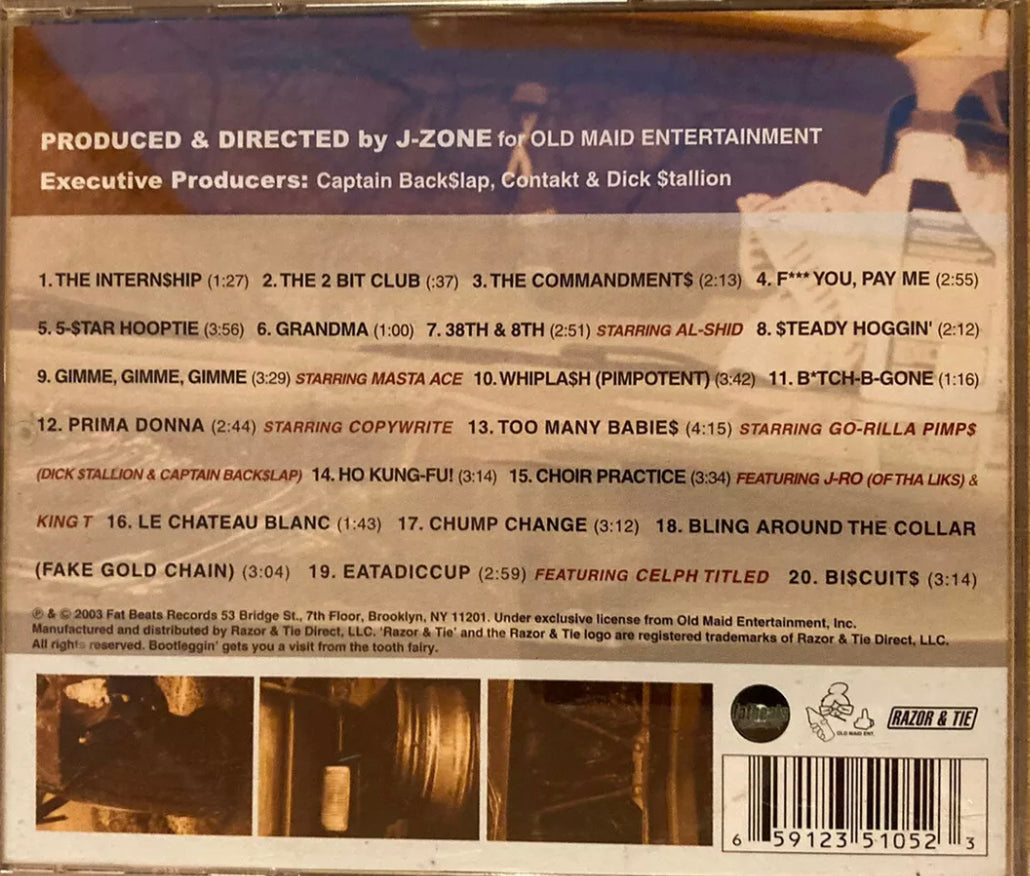 PRODUCED & DIRECTED by J-ZONE for OLD MAID ENTERTAINMENT
Executive Producers: Captain Back$lap, Contakt & Dick $tallion
1. THE INTERN$HIP (1:27) 2. THE 2 BIT CLUB (:37) 3. THE COMMANDMENT$ (2:13) 4. F*** YOU, PAY ME (2:55)
5. 5-$TAR HOOPTIE (3:56) 6. GRANDMA (1:00) 7. 38TH & 8TH (2:51) STARRING AL-SHID 8. $TEADY HOGGIN' (2:12)
9. GIMME, GIMME, GIMME (3:29) STARRING MASTA ACE 10. WHIPLA$H (PIMPOTENT) (3:42) 11. B*TCH-B-GONE (1:16)
12. PRIMA DONNA (2:44) STARRING COPYWRITE 13. TOO MANY BABIE$ (4:15) STARRING GO-RILLA PIMP$
(DICK $TALLION & CAPTAIN BACK$LAP) 14. HO KUNG-FU! (3:14) 15. CHOIR PRACTICE (3:34) FEATURING J-RO (OF THA LIKS) &
KING T 16. LE CHATEAU BLANC (1:43) 17. CHUMP CHANGE (3:12) 18. BLING AROUND THE COLLAR
(FAKE GOLD CHAIN) (3:04) 19. EATADICCUP (2:59) FEATURING CELPH TITLED 20. BI$CUIT$ (3:14)
℗ & © 2003 Fat Beats Records 53 Bridge St., 7th Floor, Brooklyn, NY 11201. Under exclusive license from Old Maid Entertainment, Inc.
Manufactured and distributed by Razor & Tie Direct, LLC. 'Razor & Tie' and the Razor & Tie logo are registered trademarks of Razor & Tie Direct, LLC.
All rights reserved. Bootleggin' gets you a visit from the tooth fairy.
fatbeats
OLD MAID ENT.
RAZOR & TIE
6 59123 51052 3